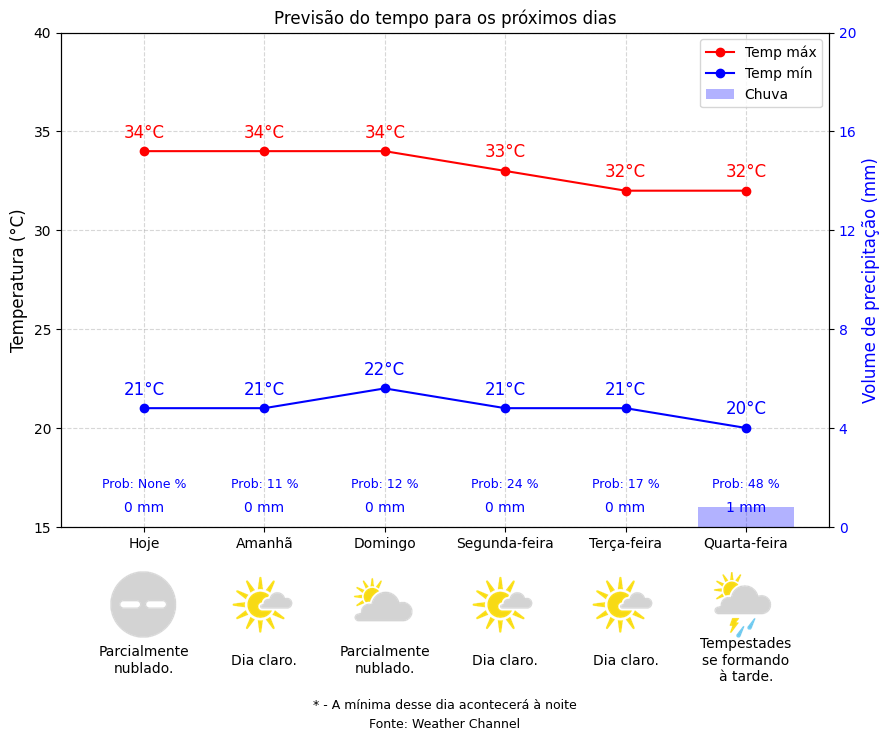 Previsão do tempo para os próximos dias
40
35
30
25
20
15
Temperatura (°C)
20
16
12
8
4
0
Volume de precipitação (mm)
Temp máx
Temp mín
Chuva
34°C 34°C 34°C 33°C 32°C 32°C
21°C 21°C 22°C 21°C 21°C 20°C
Prob: None % Prob: 11 % Prob: 12 % Prob: 24 % Prob: 17 % Prob: 48 %
0 mm 0 mm 0 mm 0 mm 0 mm 1 mm
Hoje Amanhã Domingo Segunda-feira Terça-feira Quarta-feira
Parcialmente
nublado.
Dia claro.
Parcialmente
nublado.
Dia claro.
Dia claro.
Tempestades
se formando
à tarde.
* - A mínima desse dia acontecerá à noite
Fonte: Weather Channel